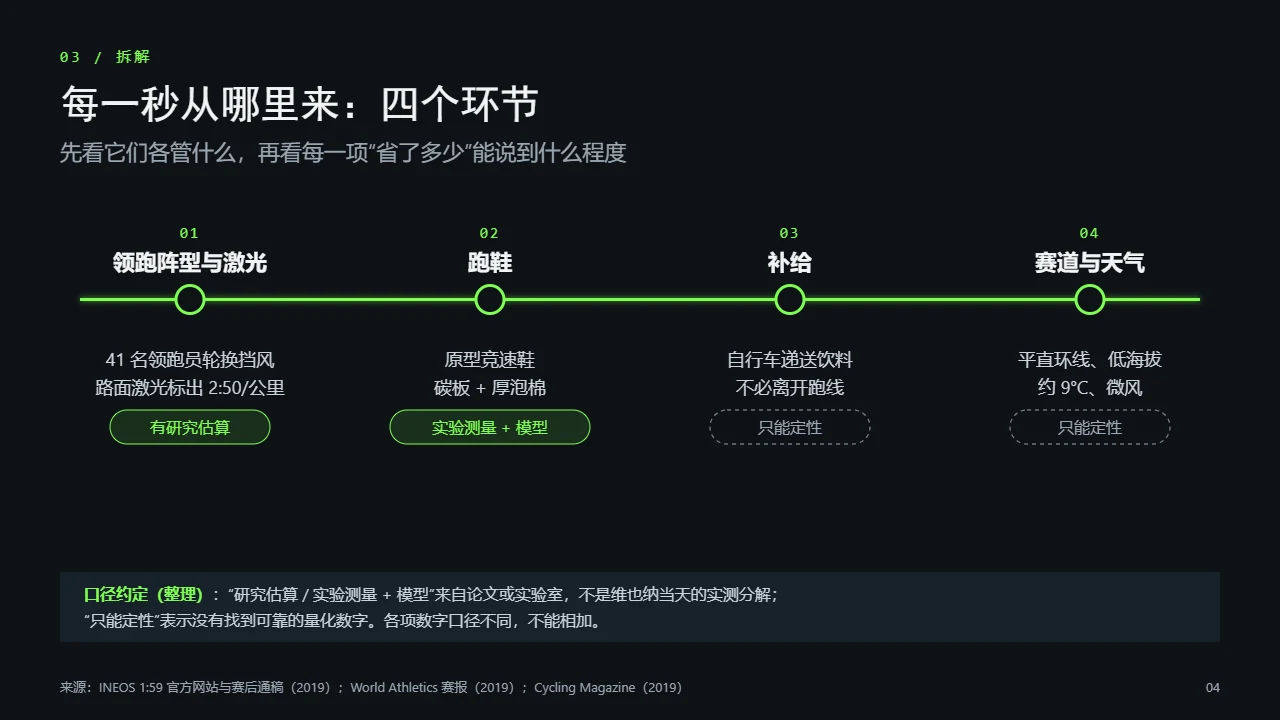 03 / 拆解
每一秒从哪里来：四个环节
先看它们各管什么，再看每一项“省了多少”能说到什么程度
01
领跑阵型与激光
41 名领跑员轮换挡风
路面激光标出 2:50/公里
有研究估算
02
跑鞋
原型竞速鞋
碳板 + 厚泡棉
实验测量 + 模型
03
补给
自行车递送饮料
不必离开跑线
只能定性
04
赛道与天气
平直环线、低海拔
约 9°C、微风
只能定性
口径约定（整理）：“研究估算 / 实验测量 + 模型”来自论文或实验室，不是维也纳当天的实测分解；
“只能定性”表示没有找到可靠的量化数字。各项数字口径不同，不能相加。
来源：INEOS 1:59 官方网站与赛后通稿（2019）；World Athletics 赛报（2019）；Cycling Magazine（2019）
04